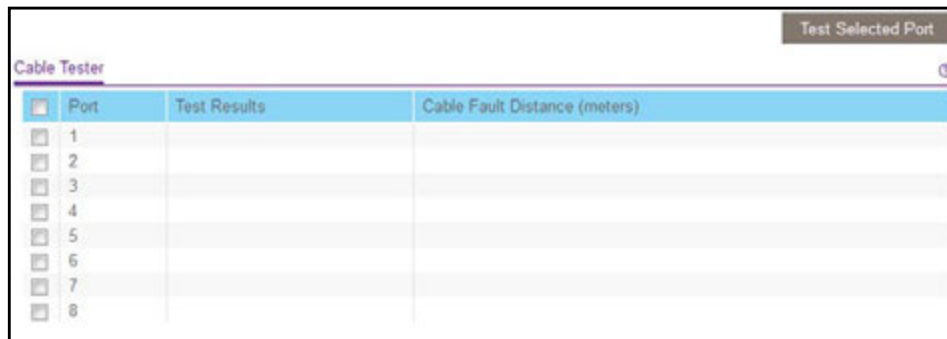 Test Selected Port
Cable Tester
Port Test Results Cable Fault Distance (meters)
1
2
3
4
5
6
7
8